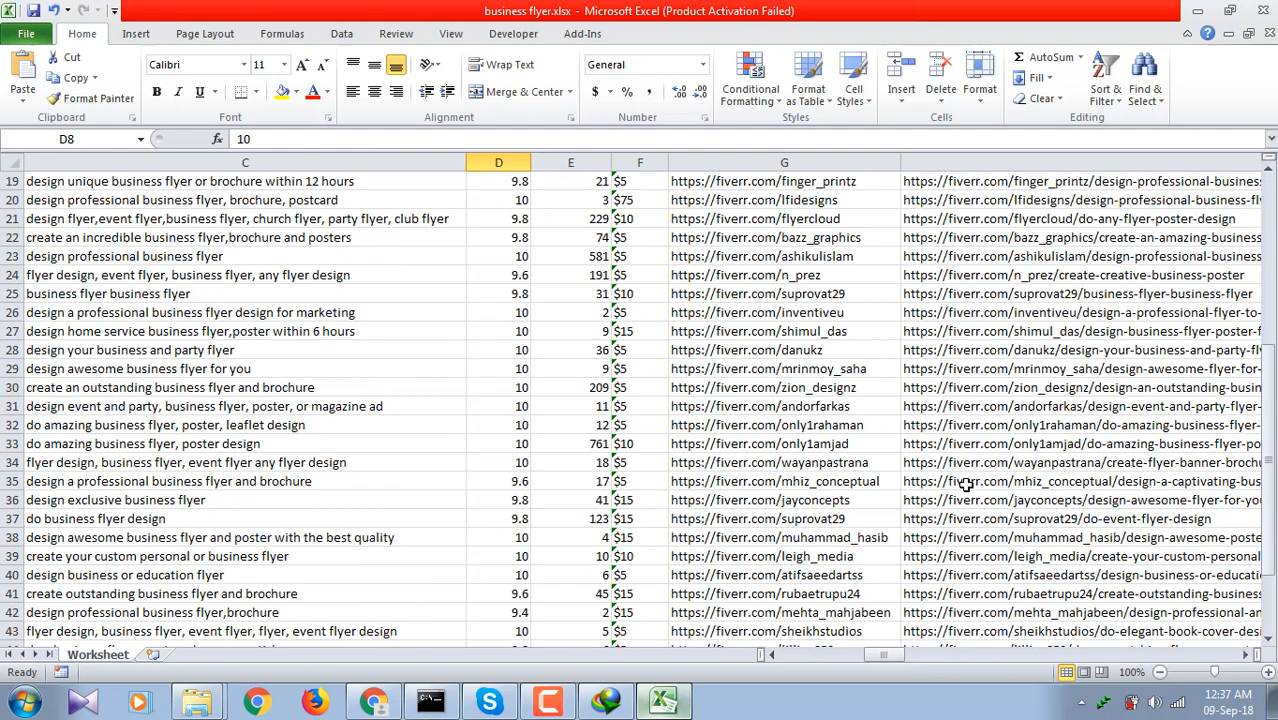 business flyer.xlsx - Microsoft Excel (Product Activation Failed)
File Home Insert Page Layout Formulas Data Review View Developer Add-Ins
Paste
Cut
Copy
Format Painter
Clipboard
Calibri 11
B I U
Font
Wrap Text
Merge & Center
Alignment
General
$ % ,
Number
Conditional Formatting
Format as Table
Cell Styles
Styles
Insert
Delete
Format
Cells
AutoSum
Fill
Clear
Sort & Filter
Find & Select
Editing
D8 fx 10
C D E F G
19 design unique business flyer or brochure within 12 hours 9.8 21 $5 https://fiverr.com/finger_printz https://fiverr.com/finger_printz/design-professional-business
20 design professional business flyer, brochure, postcard 10 3 $75 https://fiverr.com/lfidesigns https://fiverr.com/lfidesigns/design-professional-business-fl
21 design flyer,event flyer,business flyer, church flyer, party flyer, club flyer 9.8 229 $10 https://fiverr.com/flyercloud https://fiverr.com/flyercloud/do-any-flyer-poster-design
22 create an incredible business flyer,brochure and posters 9.8 74 $5 https://fiverr.com/bazz_graphics https://fiverr.com/bazz_graphics/create-an-amazing-business
23 design professional business flyer 10 581 $5 https://fiverr.com/ashikulislam https://fiverr.com/ashikulislam/design-professional-business
24 flyer design, event flyer, business flyer, any flyer design 9.6 191 $5 https://fiverr.com/n_prez https://fiverr.com/n_prez/create-creative-business-poster
25 business flyer business flyer 9.8 31 $10 https://fiverr.com/suprovat29 https://fiverr.com/suprovat29/business-flyer-business-flyer
26 design a professional business flyer design for marketing 10 2 $5 https://fiverr.com/inventiveu https://fiverr.com/inventiveu/design-a-professional-flyer-to-
27 design home service business flyer,poster within 6 hours 10 9 $15 https://fiverr.com/shimul_das https://fiverr.com/shimul_das/design-business-flyer-poster-
28 design your business and party flyer 10 36 $5 https://fiverr.com/danukz https://fiverr.com/danukz/design-your-business-and-party-fl
29 design awesome business flyer for you 10 9 $5 https://fiverr.com/mrinmoy_saha https://fiverr.com/mrinmoy_saha/design-awesome-flyer-for-
30 create an outstanding business flyer and brochure 10 209 $5 https://fiverr.com/zion_designz https://fiverr.com/zion_designz/design-an-outstanding-busin
31 design event and party, business flyer, poster, or magazine ad 10 11 $5 https://fiverr.com/andorfarkas https://fiverr.com/andorfarkas/design-event-and-party-flyer-
32 do amazing business flyer, poster, leaflet design 10 12 $5 https://fiverr.com/only1rahaman https://fiverr.com/only1rahaman/do-amazing-business-flyer-
33 do amazing business flyer, poster design 10 761 $10 https://fiverr.com/only1amjad https://fiverr.com/only1amjad/do-amazing-business-flyer-po
34 flyer design, business flyer, event flyer any flyer design 10 18 $5 https://fiverr.com/wayanpastrana https://fiverr.com/wayanpastrana/create-flyer-banner-broch
35 design a professional business flyer and brochure 9.6 17 $5 https://fiverr.com/mhiz_conceptual https://fiverr.com/mhiz_conceptual/design-a-captivating-bus
36 design exclusive business flyer 9.8 41 $15 https://fiverr.com/jayconcepts https://fiverr.com/jayconcepts/design-awesome-flyer-for-yo
37 do business flyer design 9.8 123 $15 https://fiverr.com/suprovat29 https://fiverr.com/suprovat29/do-event-flyer-design
38 design awesome business flyer and poster with the best quality 10 4 $15 https://fiverr.com/muhammad_hasib https://fiverr.com/muhammad_hasib/design-awesome-poste
39 create your custom personal or business flyer 10 10 $10 https://fiverr.com/leigh_media https://fiverr.com/leigh_media/create-your-custom-personal
40 design business or education flyer 10 6 $5 https://fiverr.com/atifsaeedartss https://fiverr.com/atifsaeedartss/design-business-or-educati
41 create outstanding business flyer and brochure 9.6 45 $15 https://fiverr.com/rubaetrupu24 https://fiverr.com/rubaetrupu24/create-outstanding-business
42 design professional business flyer,brochure 9.4 2 $15 https://fiverr.com/mehta_mahjabeen https://fiverr.com/mehta_mahjabeen/design-professional-an
43 flyer design, business flyer, event flyer, flyer, event flyer design 10 5 $5 https://fiverr.com/sheikhstudios https://fiverr.com/sheikhstudios/do-elegant-book-cover-desi
Worksheet
Ready 100%
12:37 AM
09-Sep-18